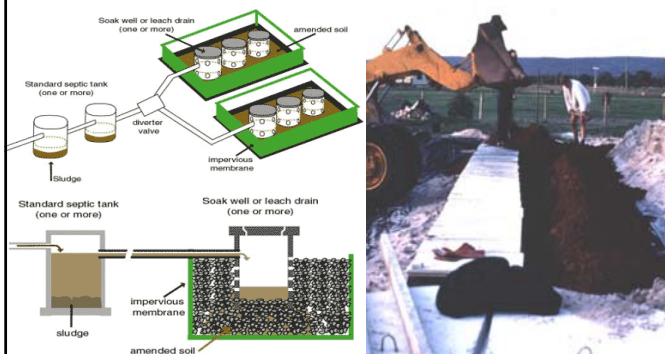 Soak well or leach drain
(one or more)
amended soil
Standard septic tank
(one or more)
diverter
valve
impervious
membrane
Sludge
Standard septic tank
(one or more)
Soak well or leach drain
(one or more)
impervious
membrane
sludge
amended soil